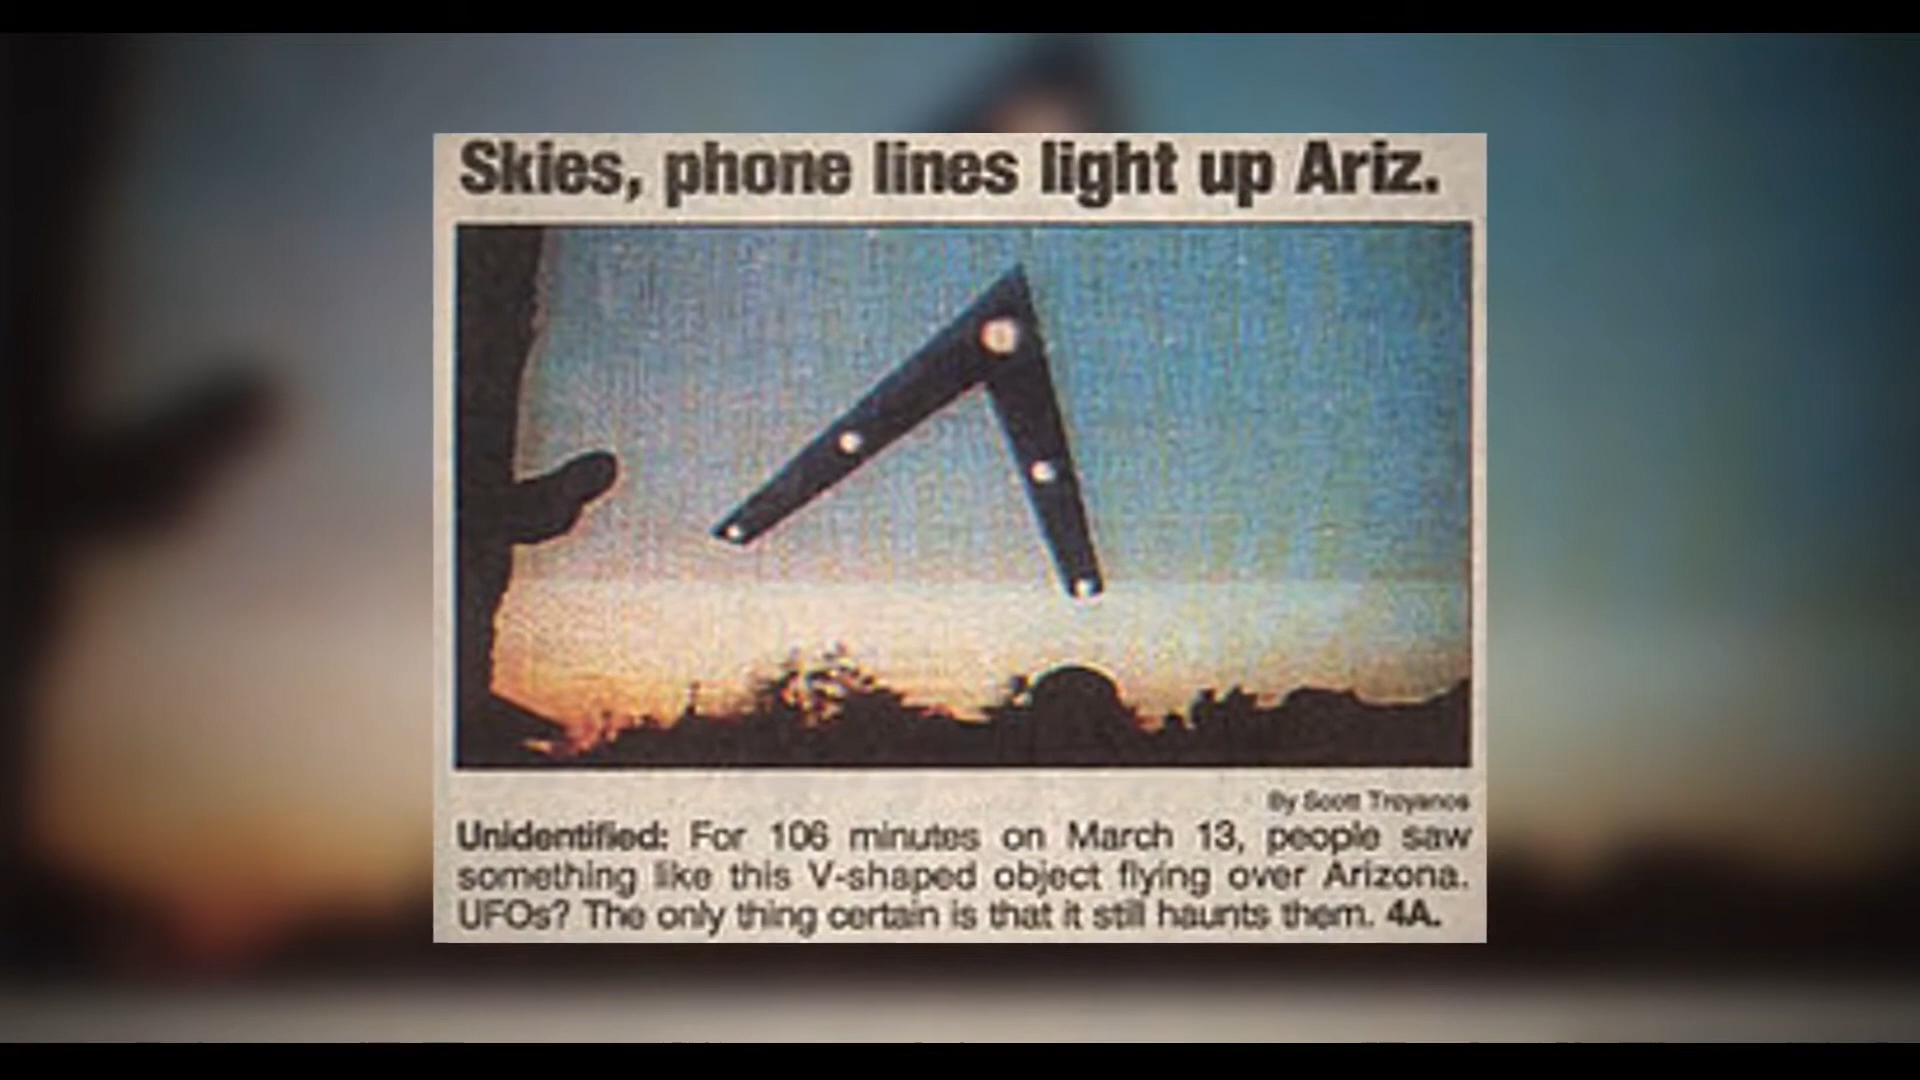 Skies, phone lines light up Ariz.
By Scott Troyanos
Unidentified: For 106 minutes on March 13, people saw
something like this V-shaped object flying over Arizona.
UFOs? The only thing certain is that it still haunts them. 4A.